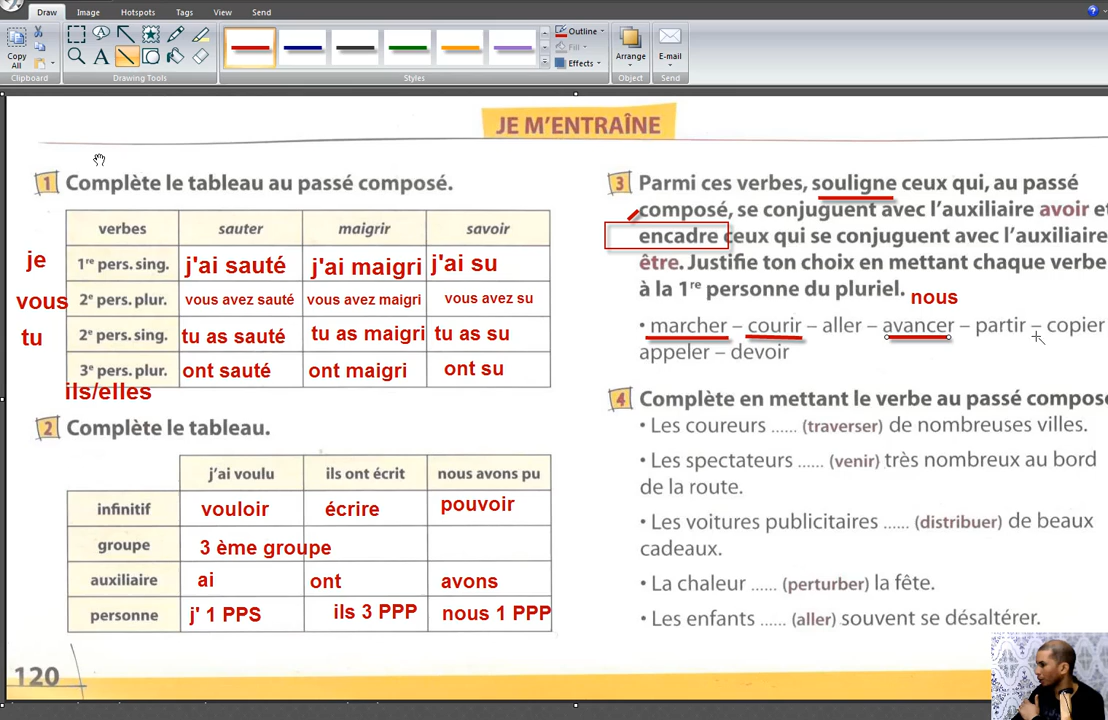 Draw Image Hotspots Tags View Send
Copy All
Outline
Fill
Effects
Arrange
E-mail
Clipboard Drawing Tools Styles Object Send
JE M'ENTRAÎNE
1 Complète le tableau au passé composé.
verbes sauter maigrir savoir
je 1re pers. sing. j'ai sauté j'ai maigri j'ai su
vous 2e pers. plur. vous avez sauté vous avez maigri vous avez su
tu 2e pers. sing. tu as sauté tu as maigri tu as su
3e pers. plur. ont sauté ont maigri ont su
ils/elles
2 Complète le tableau.
j'ai voulu ils ont écrit nous avons pu
infinitif vouloir écrire pouvoir
groupe 3 ème groupe
auxiliaire ai ont avons
personne j' 1 PPS ils 3 PPP nous 1 PPP
120
3 Parmi ces verbes, souligne ceux qui, au passé
composé, se conjuguent avec l'auxiliaire avoir et
encadre ceux qui se conjuguent avec l'auxiliaire
être. Justifie ton choix en mettant chaque verbe
à la 1re personne du pluriel. nous
• marcher – courir – aller – avancer – partir – copier
appeler – devoir
4 Complète en mettant le verbe au passé compos
• Les coureurs ...... (traverser) de nombreuses villes.
• Les spectateurs ...... (venir) très nombreux au bord
de la route.
• Les voitures publicitaires ...... (distribuer) de beaux
cadeaux.
• La chaleur ...... (perturber) la fête.
• Les enfants ...... (aller) souvent se désaltérer.